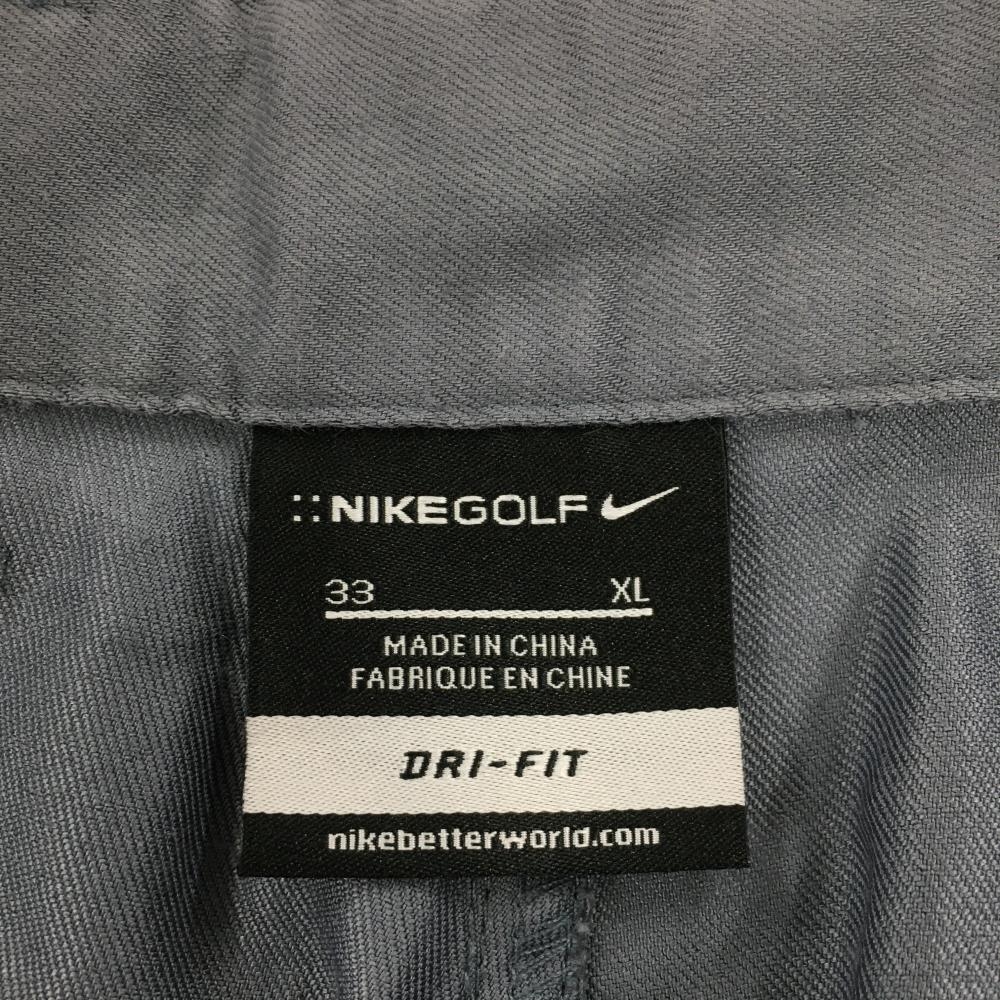 NIKEGOLF
33 XL
MADE IN CHINA
FABRIQUE EN CHINE
DRI-FIT
nikebetterworld.com